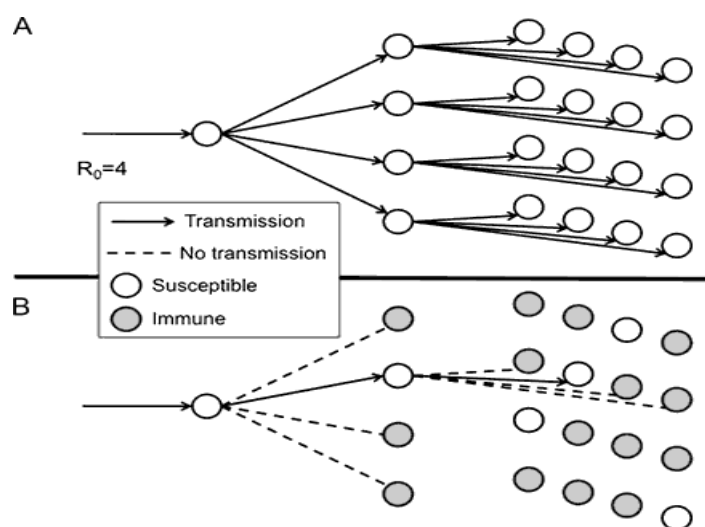 A
R₀=4
Transmission
No transmission
Susceptible
Immune
B